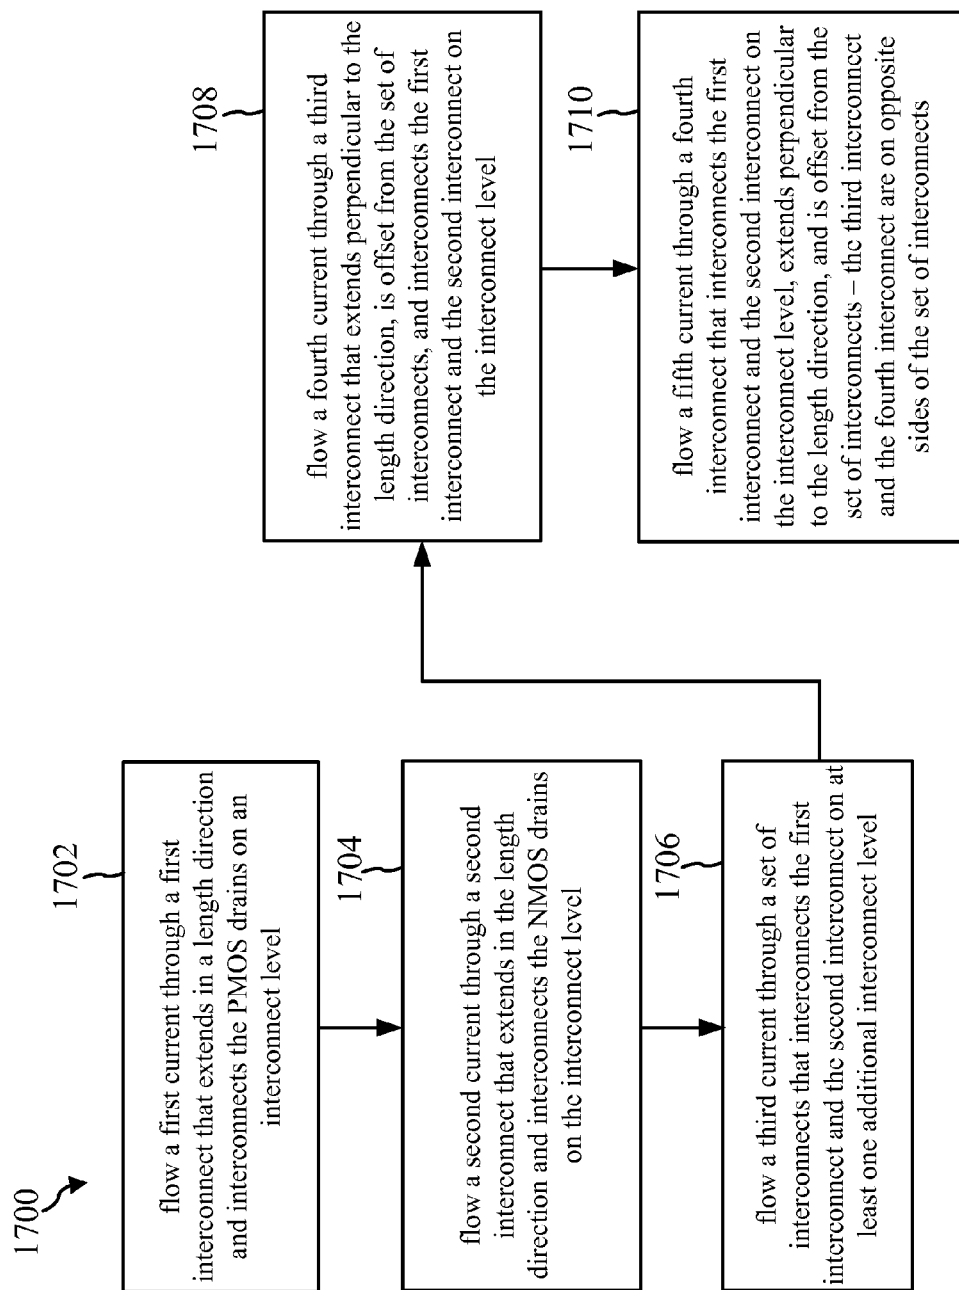 1700
1702
flow a first current through a first
interconnect that extends in a length direction
and interconnects the PMOS drains on an
interconnect level
1704
flow a second current through a second
interconnect that extends in the length
direction and interconnects the NMOS drains
on the interconnect level
1706
flow a third current through a set of
interconnects that interconnects the first
interconnect and the second interconnect on at
least one additional interconnect level
1708
flow a fourth current through a third
interconnect that extends perpendicular to the
length direction, is offset from the set of
interconnects, and interconnects the first
interconnect and the second interconnect on
the interconnect level
1710
flow a fifth current through a fourth
interconnect that interconnects the first
interconnect and the second interconnect on
the interconnect level, extends perpendicular
to the length direction, and is offset from the
set of interconnects – the third interconnect
and the fourth interconnect are on opposite
sides of the set of interconnects